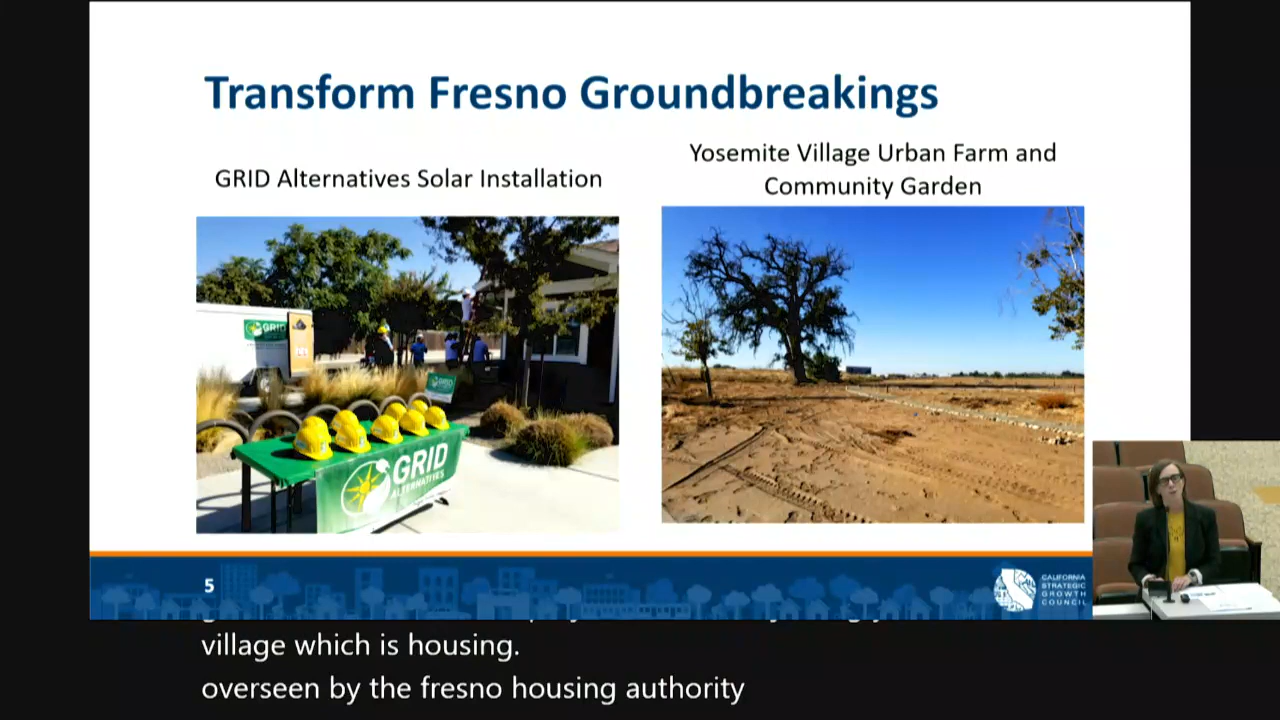 Transform Fresno Groundbreakings
GRID Alternatives Solar Installation
Yosemite Village Urban Farm and
Community Garden
GRID
GRID
GRID
ALTERNATIVES
5
CALIFORNIA
STRATEGIC
GROWTH
COUNCIL
village which is housing.
overseen by the fresno housing authority